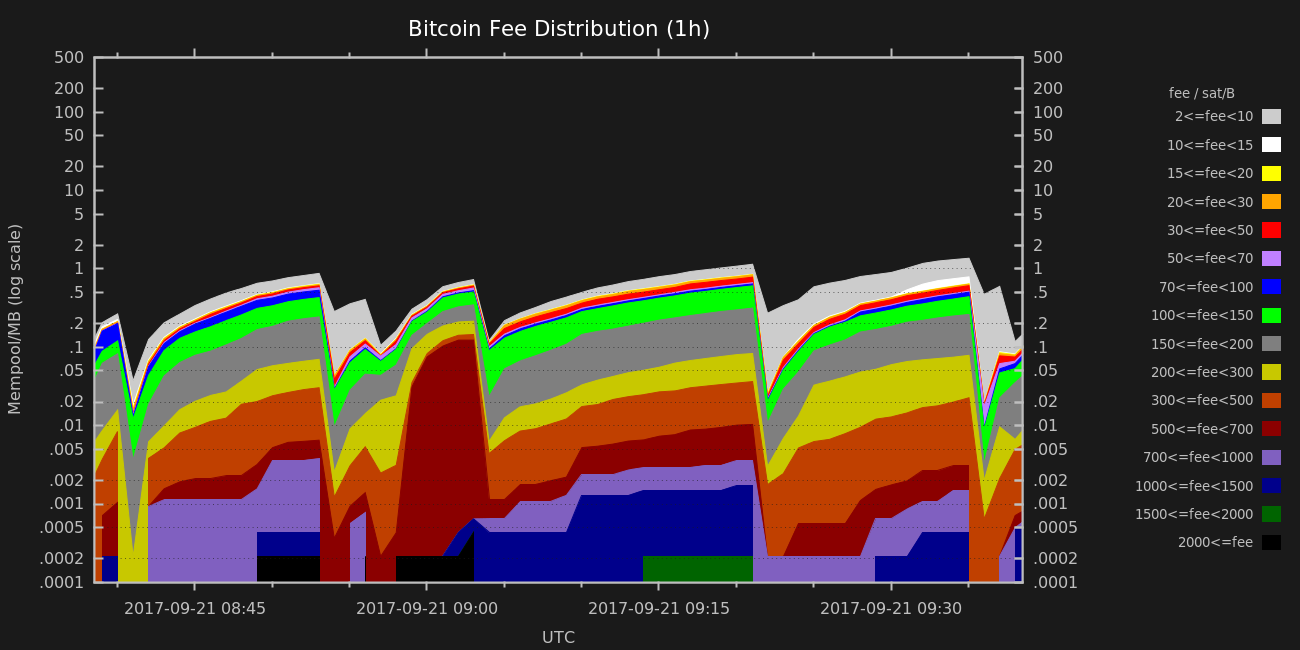 Bitcoin Fee Distribution (1h)
500
200
100
50
20
10
5
2
1
.5
.2
.1
.05
.02
.01
.005
.002
.001
.0005
.0002
.0001
Mempool/MB (log scale)
500
200
100
50
20
10
5
2
1
.5
.2
.1
.05
.02
.01
.005
.002
.001
.0005
.0002
.0001
2017-09-21 08:45
2017-09-21 09:00
2017-09-21 09:15
2017-09-21 09:30
UTC
fee / sat/B
2<=fee<10
10<=fee<15
15<=fee<20
20<=fee<30
30<=fee<50
50<=fee<70
70<=fee<100
100<=fee<150
150<=fee<200
200<=fee<300
300<=fee<500
500<=fee<700
700<=fee<1000
1000<=fee<1500
1500<=fee<2000
2000<=fee